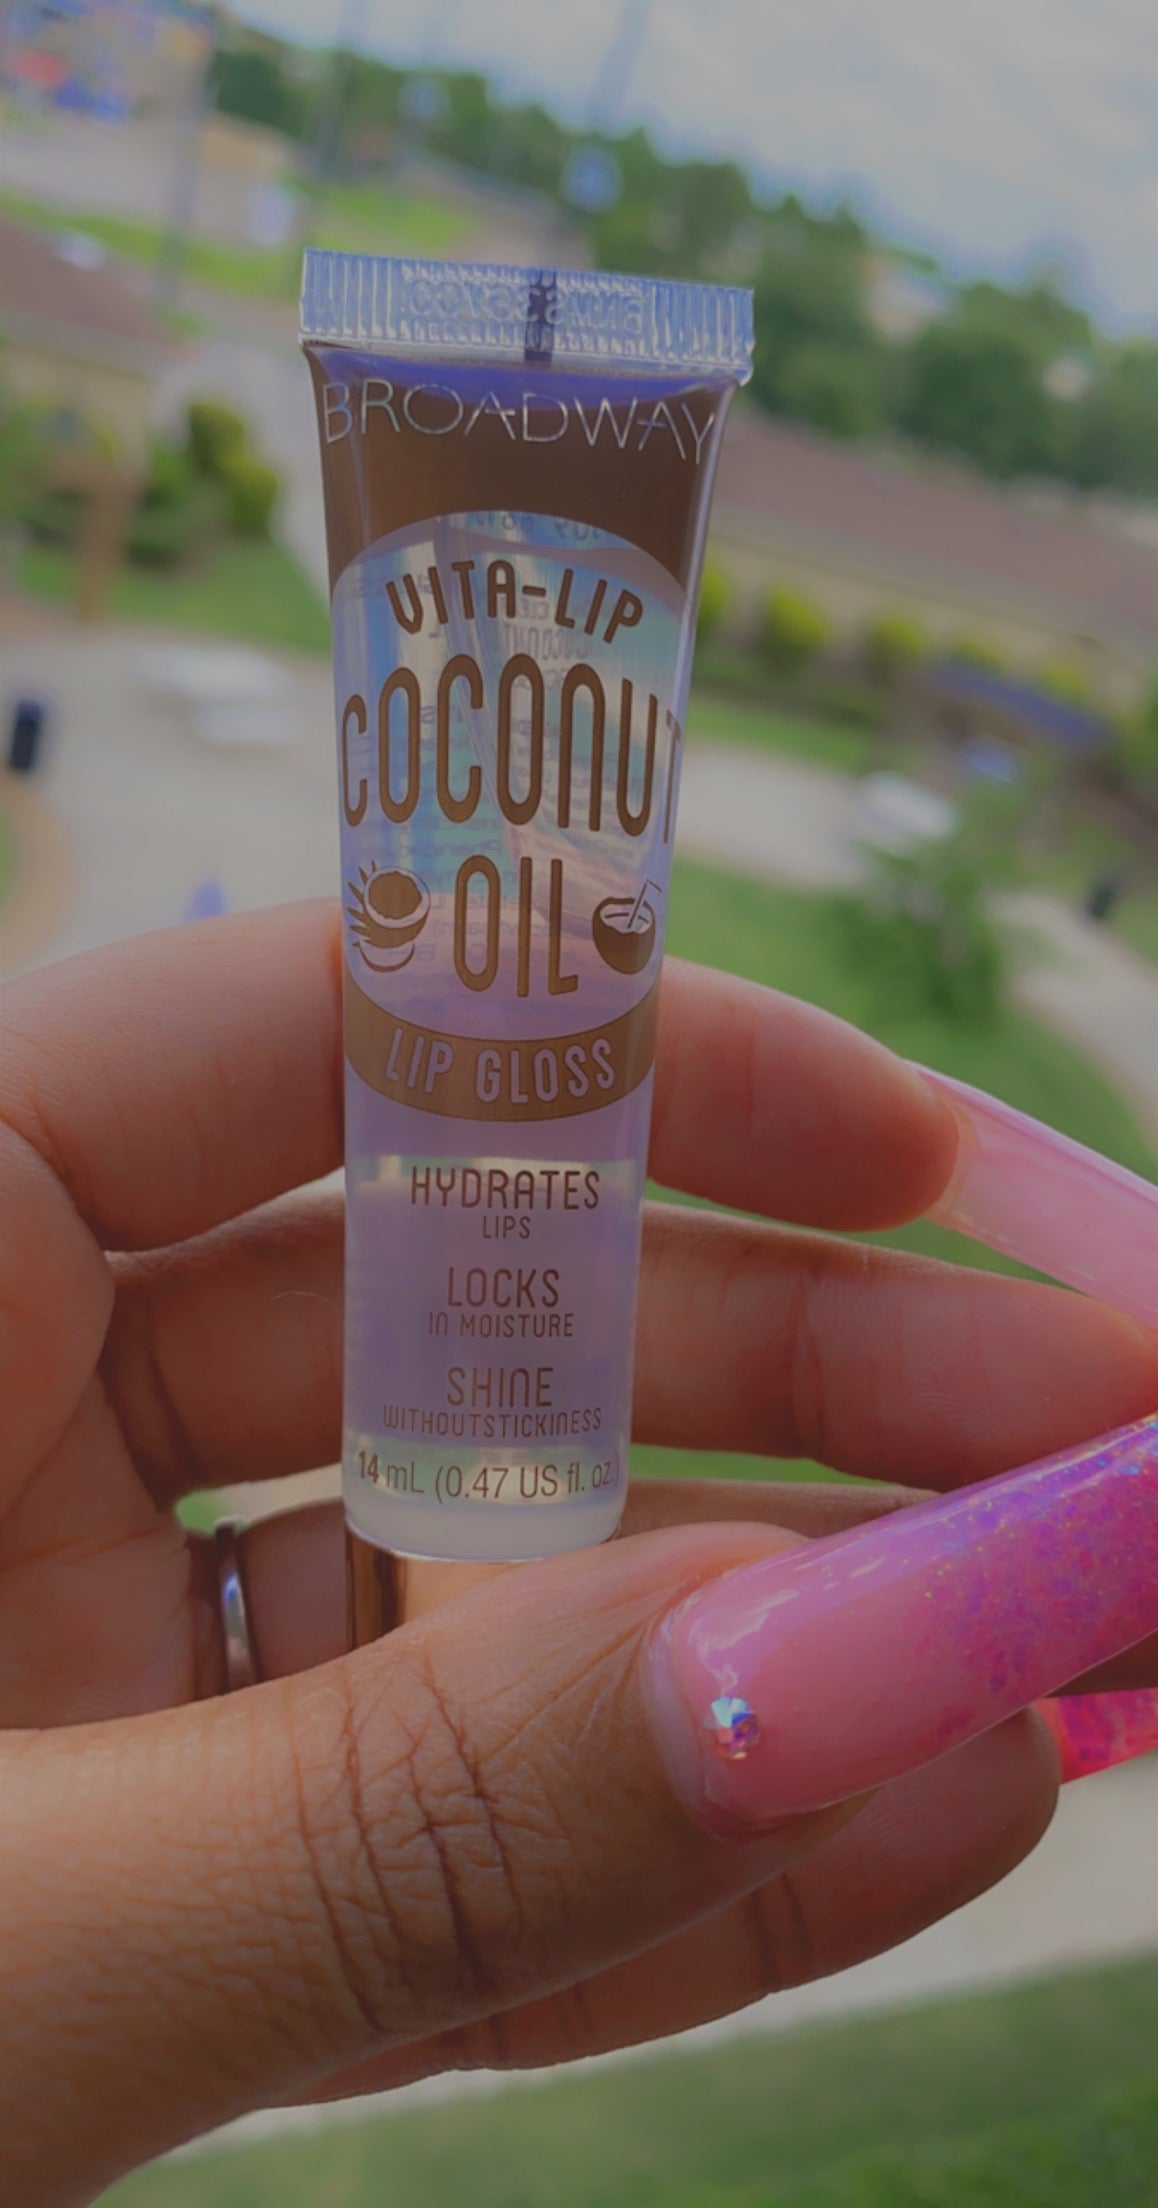 BROADWAY
VITA-LIP
COCONUT
OIL
LIP GLOSS
HYDRATES
LIPS
LOCKS
IN MOISTURE
SHINE
WITHOUTSTICKINESS
14 mL (0.47 US fl. oz.)